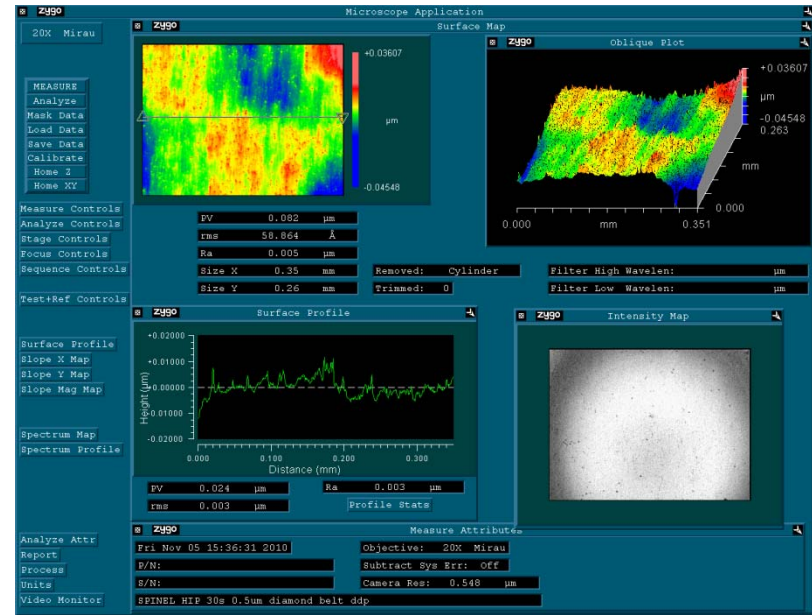 zygo Microscope Application
20X Mirau
MEASURE
Analyze
Mask Data
Load Data
Save Data
Calibrate
Home Z
Home XY
Measure Controls
Analyze Controls
Stage Controls
Focus Controls
Sequence Controls
Test+Ref Controls
Surface Profile
Slope X Map
Slope Y Map
Slope Mag Map
Spectrum Map
Spectrum Profile
Analyze Attr
Report
Process
Units
Video Monitor
zygo Surface Map
+0.03607
µm
-0.04548
zygo Oblique Plot
+0.03607
µm
-0.04548
0.263
mm
0.000
0.000 mm 0.351
PV 0.082 µm
rms 58.864 Å
Ra 0.005 µm
Size X 0.35 mm
Size Y 0.26 mm
Removed: Cylinder
Trimmed: 0
Filter High Wavelen: µm
Filter Low Wavelen: µm
zygo Surface Profile
+0.02000
+0.01000
+0.00000
-0.01000
-0.02000
Height (µm)
0.000 0.100 0.200 0.300
Distance (mm)
PV 0.024 µm
rms 0.003 µm
Ra 0.003 µm
Profile Stats
zygo Intensity Map
zygo Measure Attributes
Fri Nov 05 15:36:31 2010
P/N:
S/N:
Objective: 20X Mirau
Subtract Sys Err: Off
Camera Res: 0.548 µm
SPINEL HIP 30s 0.5um diamond belt ddp